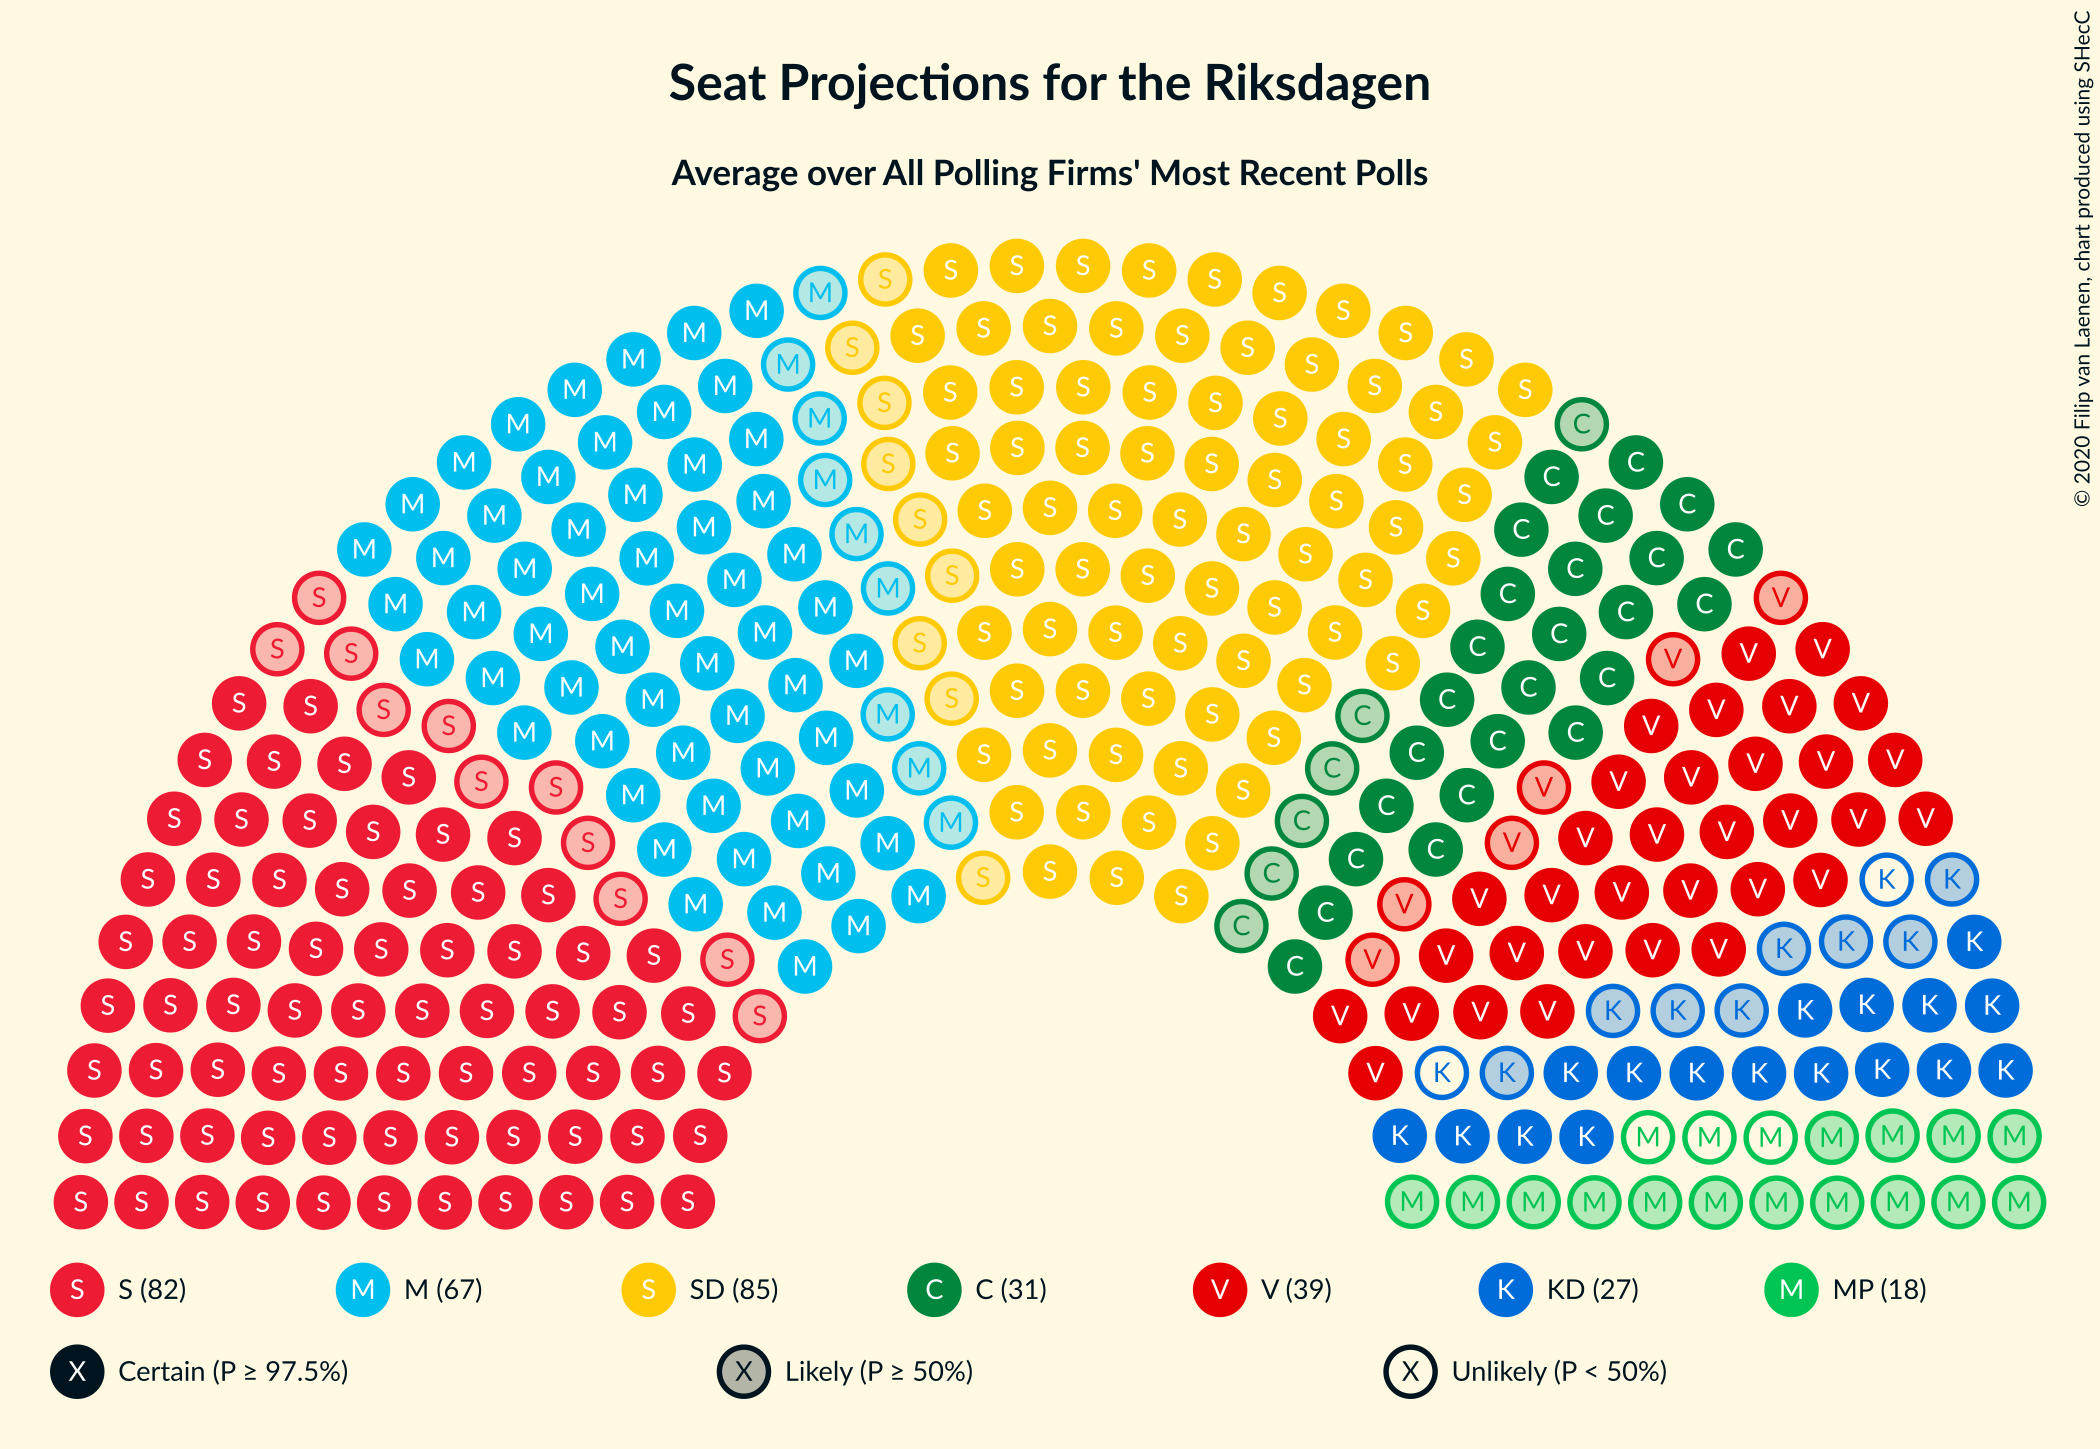 Seat Projections for the Riksdagen
Average over All Polling Firms' Most Recent Polls
© 2020 Filip van Laenen, chart produced using SHecC
S S (82) M M (67) S SD (85) C C (31) V V (39) K KD (27) M MP (18)
X Certain (P ≥ 97.5%) X Likely (P ≥ 50%) X Unlikely (P < 50%)